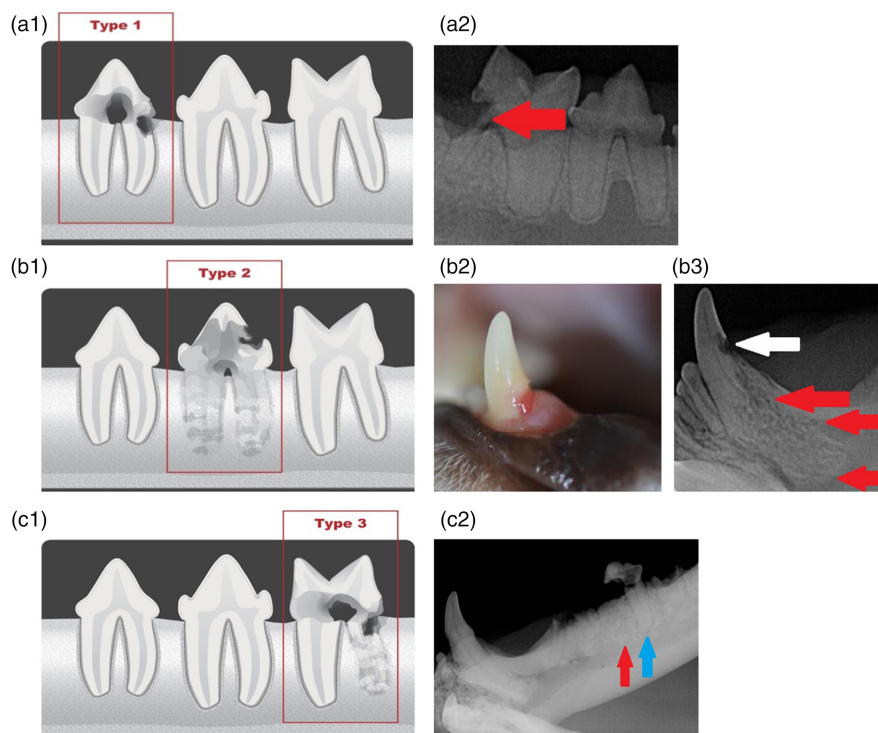 (a1)
Type 1
(a2)
(b1)
Type 2
(b2)
(b3)
(c1)
Type 3
(c2)